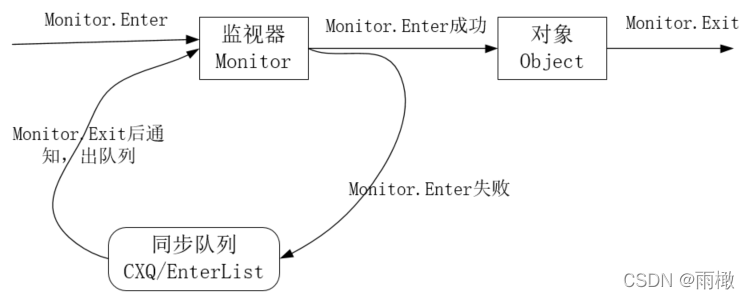 Monitor.Enter
监视器
Monitor
Monitor.Enter成功
对象
Object
Monitor.Exit
Monitor.Exit后通
知，出队列
Monitor.Enter失败
同步队列
CXQ/EnterList
CSDN @雨橄